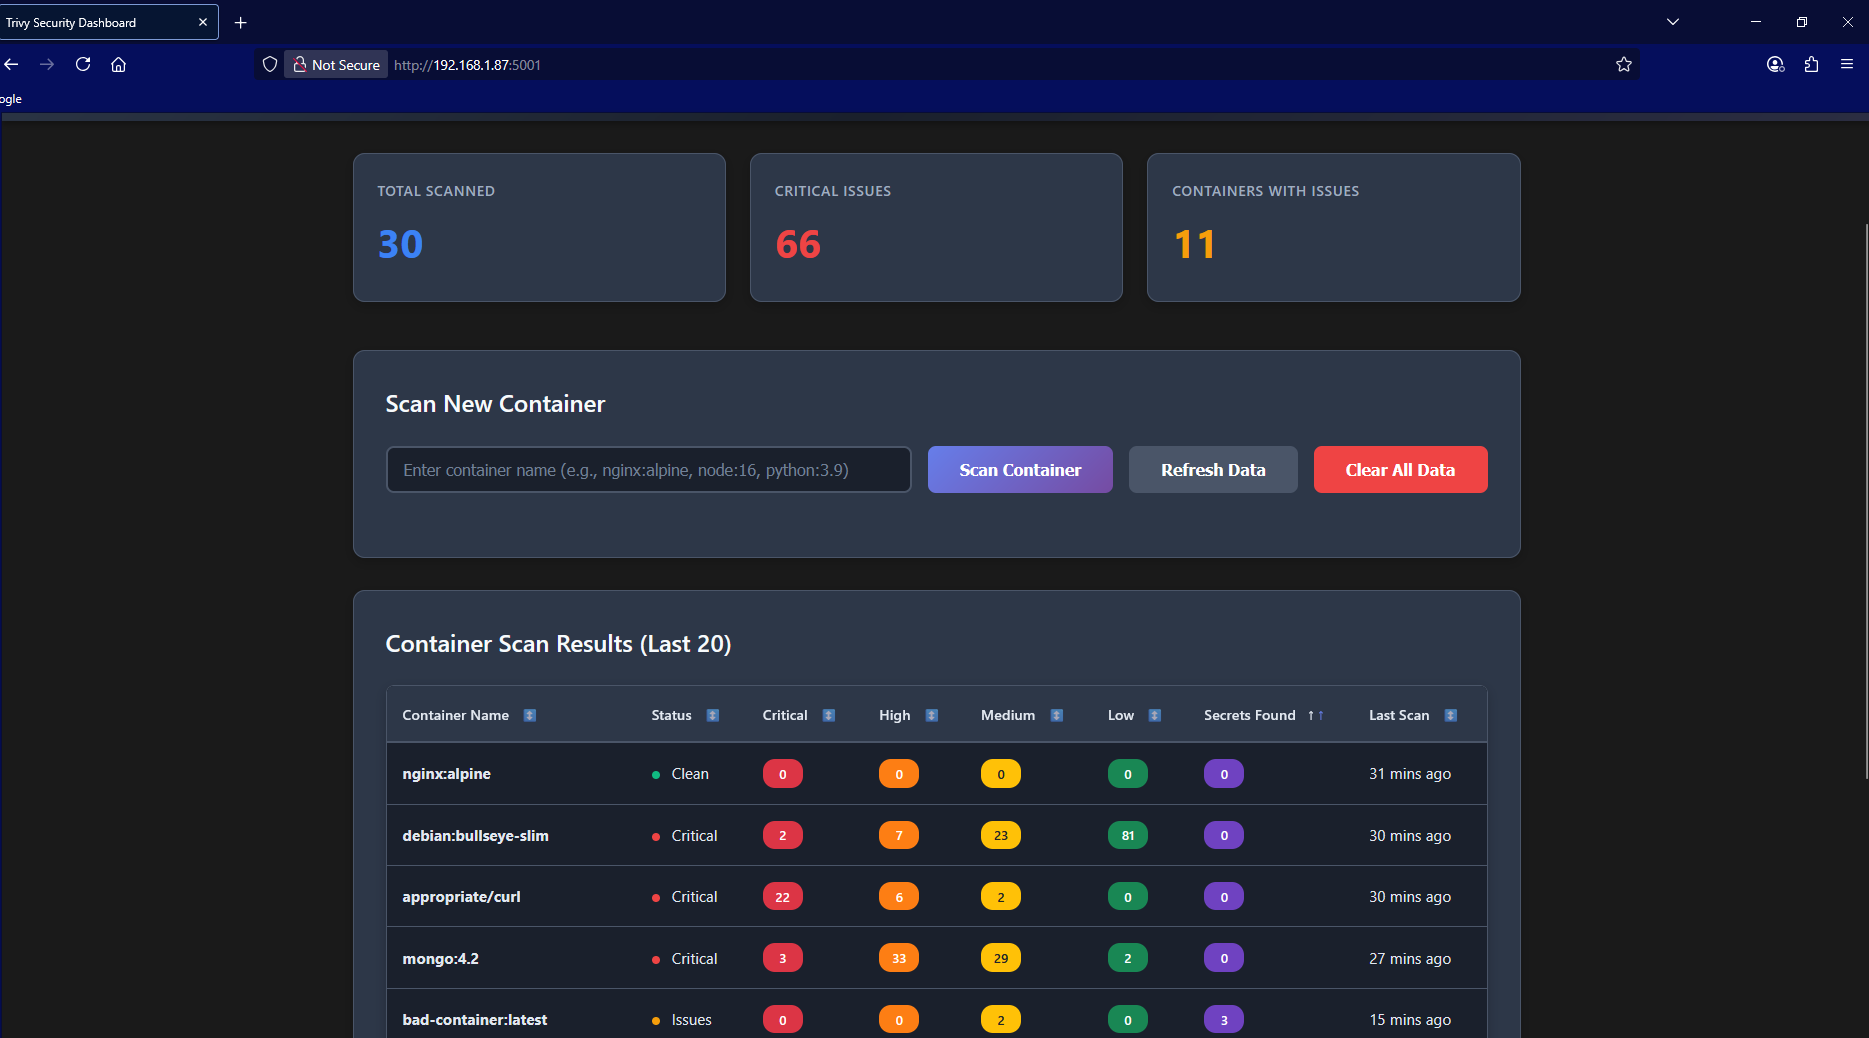 Trivy Security Dashboard
Not Secure http://192.168.1.87:5001
ogle
TOTAL SCANNED
30
CRITICAL ISSUES
66
CONTAINERS WITH ISSUES
11
Scan New Container
Enter container name (e.g., nginx:alpine, node:16, python:3.9)
Scan Container
Refresh Data
Clear All Data
Container Scan Results (Last 20)
Container Name Status Critical High Medium Low Secrets Found ↑↑ Last Scan
nginx:alpine Clean 0 0 0 0 0 31 mins ago
debian:bullseye-slim Critical 2 7 23 81 0 30 mins ago
appropriate/curl Critical 22 6 2 0 0 30 mins ago
mongo:4.2 Critical 3 33 29 2 0 27 mins ago
bad-container:latest Issues 0 0 2 0 3 15 mins ago